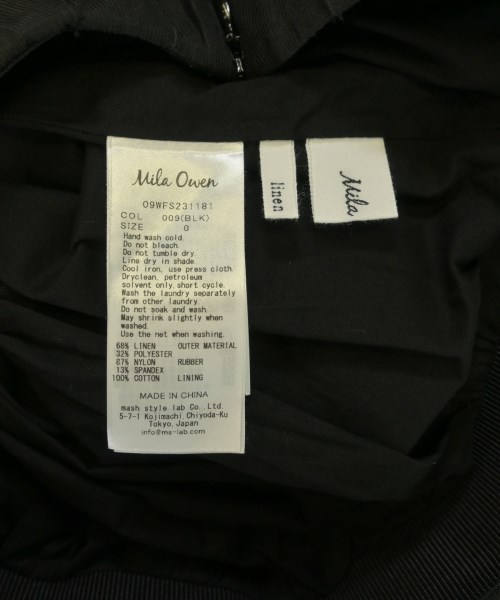 Mila Owen
09WFS231181
COL 009(BLK)
SIZE 0
Hand wash cold.
Do not bleach.
Do not tumble dry.
Line dry in shade.
Cool iron, use press cloth.
Dryclean, petroleum
solvent only, short cycle.
Wash the laundry separately
from other laundry.
Do not soak and wash.
May shrink slightly when
washed.
Use the net when washing.
68% LINEN OUTER MATERIAL
32% POLYESTER
87% NYLON RUBBER
13% SPANDEX
100% COTTON LINING
MADE IN CHINA
mash style lab Co.,Ltd.
5-7-1 Kojimachi,Chiyoda-Ku
Tokyo,Japan
info@ms-lab.com
linen
Mila